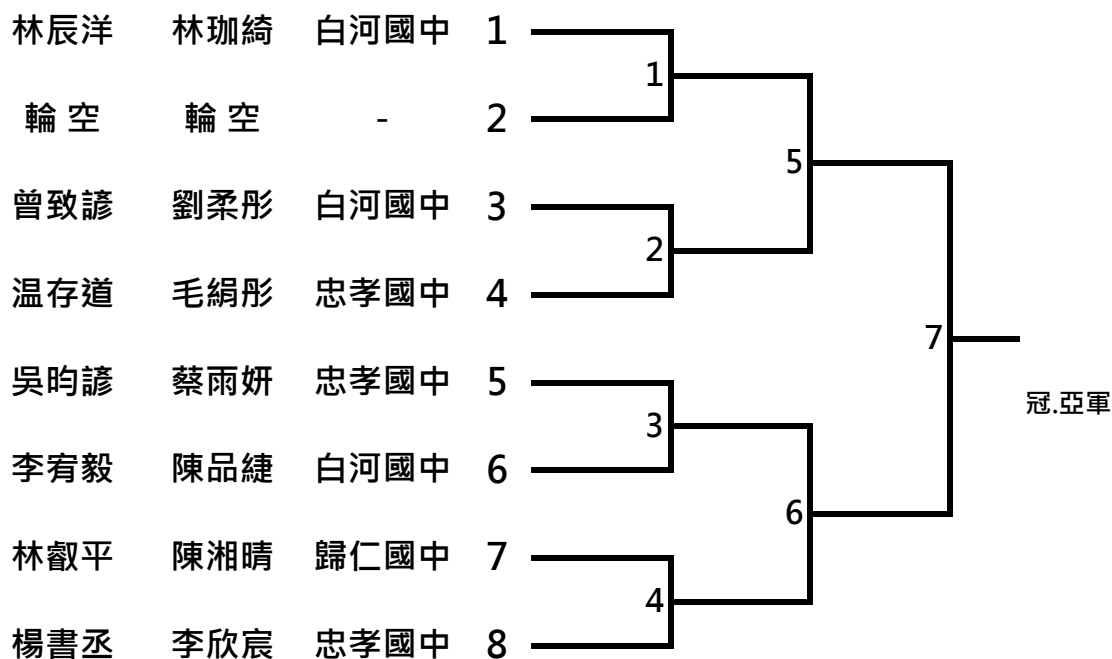 林辰洋 林珈綺 白河國中 1
1
輪空 輪空 - 2
5
曾致諺 劉柔彤 白河國中 3
2
温存道 毛絹彤 忠孝國中 4
7
吳昀諺 蔡雨妍 忠孝國中 5
冠.亞軍
3
李宥毅 陳品緁 白河國中 6
6
林叡平 陳湘晴 歸仁國中 7
4
楊書丞 李欣宸 忠孝國中 8